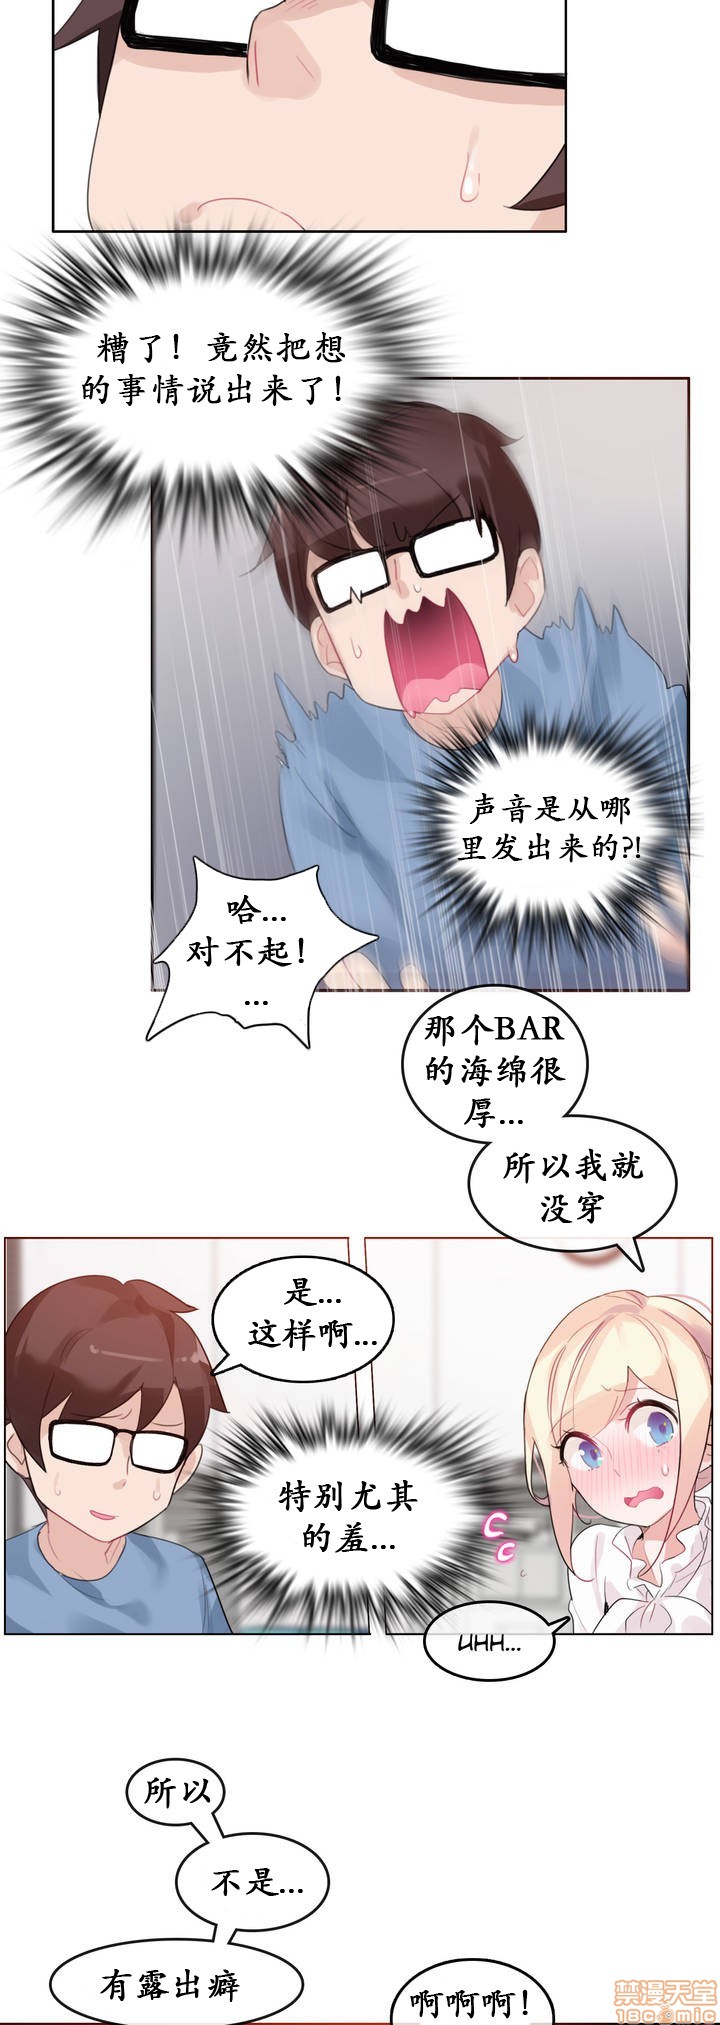 糟了！竟然把想
的事情说出来了！
声音是从哪
里发出来的?!
哈...
对不起！
...
那个BAR
的海绵很
厚...
所以我就
没穿
是...
这样啊...
特别尤其
的羞...
UHH...
所以
不是...
有露出癖
啊啊啊！
禁漫天堂
18comic